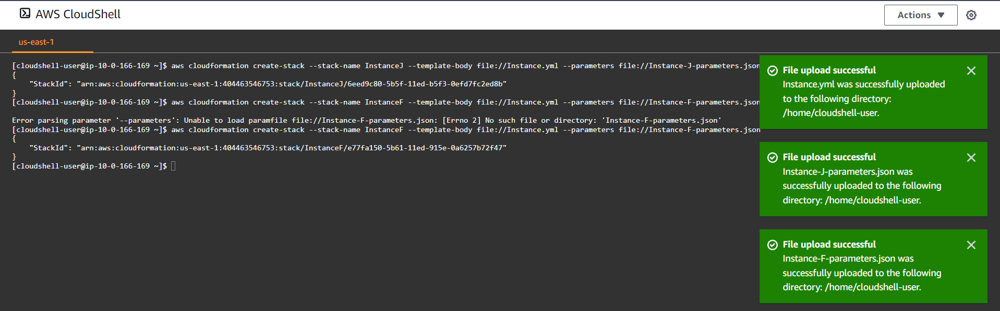 AWS CloudShell
Actions
us-east-1
[cloudshell-user@ip-10-0-166-169 ~]$ aws cloudformation create-stack --stack-name InstanceJ --template-body file://Instance.yml --parameters file://Instance-J-parameters.json
{
    "StackId": "arn:aws:cloudformation:us-east-1:404463546753:stack/InstanceJ/6eed9c80-5b5f-11ed-b5f3-0efd7fc2ed8b"
}
[cloudshell-user@ip-10-0-166-169 ~]$ aws cloudformation create-stack --stack-name InstanceF --template-body file://Instance.yml --parameters file://Instance-F-parameters.json
Error parsing parameter '--parameters': Unable to load paramfile file://Instance-F-parameters.json: [Errno 2] No such file or directory: 'Instance-F-parameters.json'
[cloudshell-user@ip-10-0-166-169 ~]$ aws cloudformation create-stack --stack-name InstanceF --template-body file://Instance.yml --parameters file://Instance-F-parameters.json
{
    "StackId": "arn:aws:cloudformation:us-east-1:404463546753:stack/InstanceF/e77fa150-5b61-11ed-915e-0a6257b72f47"
}
[cloudshell-user@ip-10-0-166-169 ~]$
File upload successful
Instance.yml was successfully uploaded
to the following directory:
/home/cloudshell-user.
File upload successful
Instance-J-parameters.json was
successfully uploaded to the following
directory: /home/cloudshell-user.
File upload successful
Instance-F-parameters.json was
successfully uploaded to the following
directory: /home/cloudshell-user.